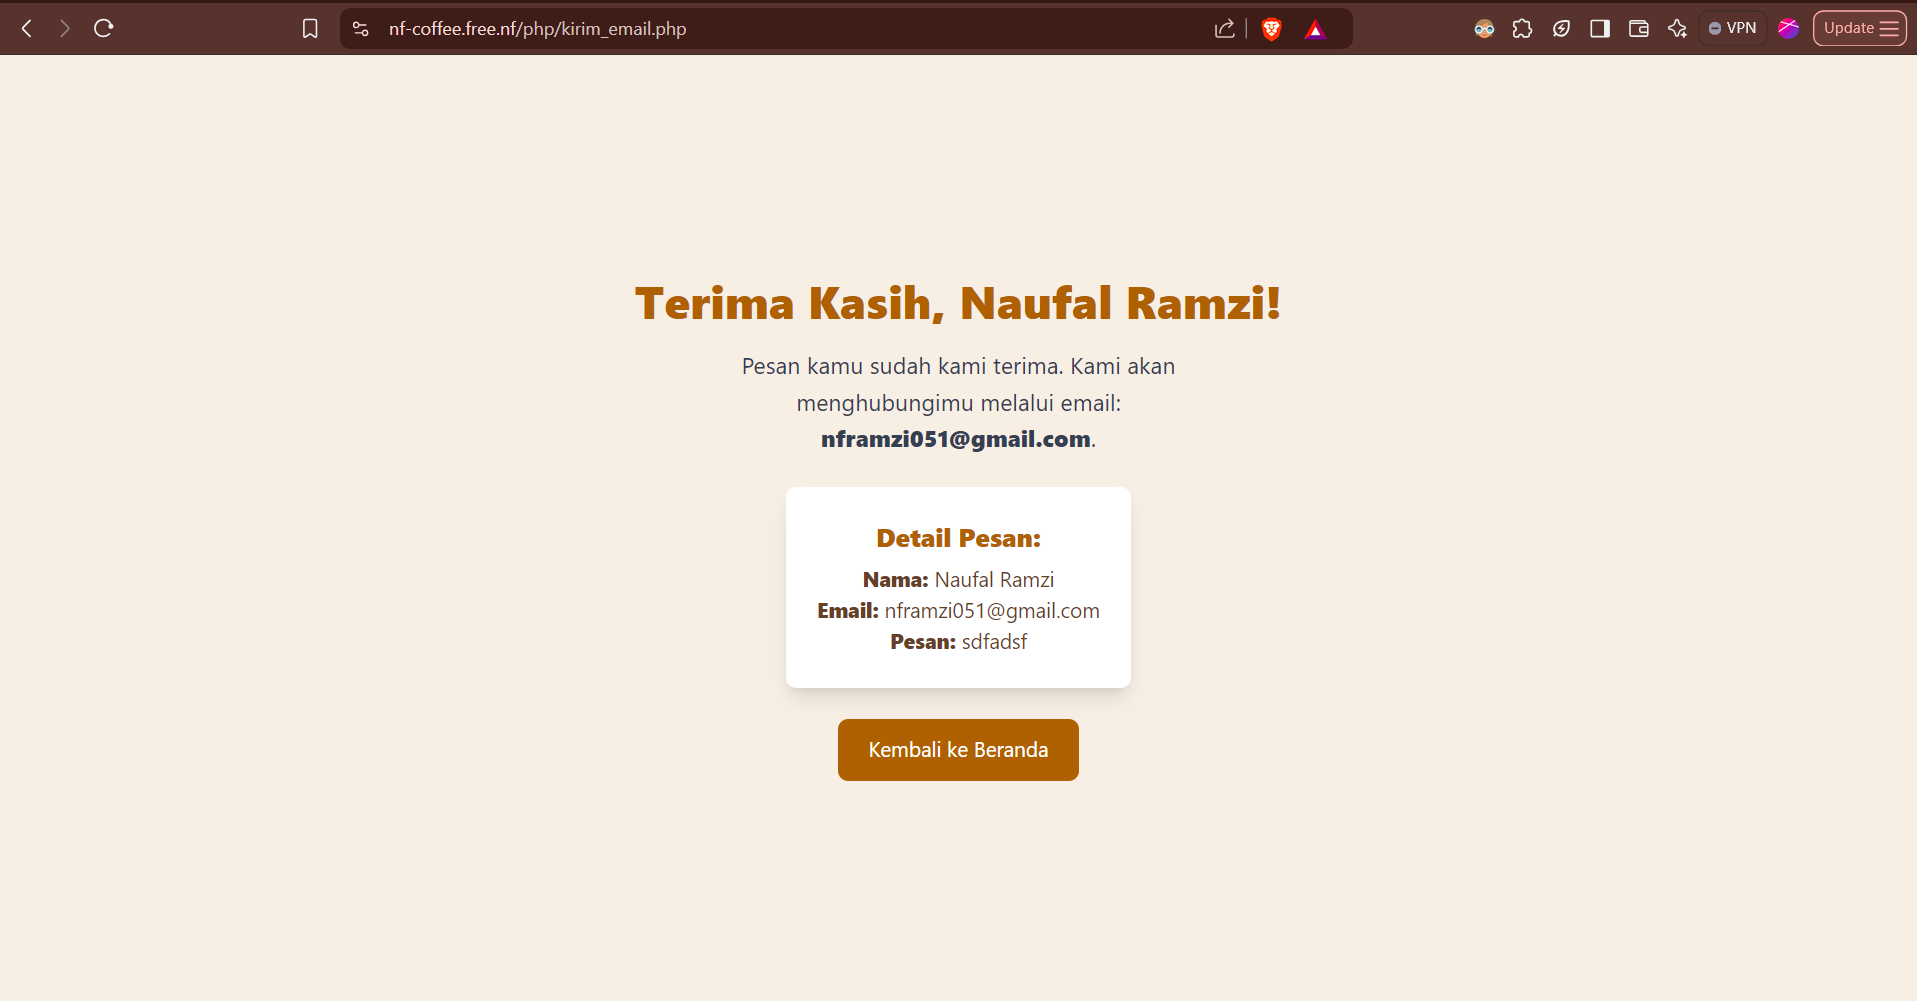 nf-coffee.free.nf/php/kirim_email.php
VPN
Update
Terima Kasih, Naufal Ramzi!
Pesan kamu sudah kami terima. Kami akan
menghubungimu melalui email:
nframzi051@gmail.com.
Detail Pesan:
Nama: Naufal Ramzi
Email: nframzi051@gmail.com
Pesan: sdfadsf
Kembali ke Beranda